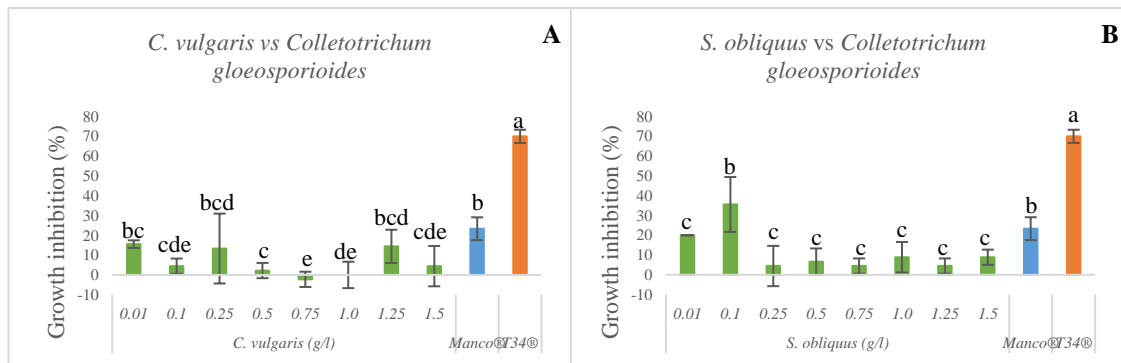 C. vulgaris vs Colletotrichum
gloeosporioides
A
Growth inhibition (%)
80
70
60
50
40
30
20
10
0
-10
bc
cde
bcd
c
e
de
bcd
cde
b
a
0.01 0.1 0.25 0.5 0.75 1.0 1.25 1.5
C. vulgaris (g/l) Manco® T34®
S. obliquus vs Colletotrichum
gloeosporioides
B
Growth inhibition (%)
80
70
60
50
40
30
20
10
0
-10
c
b
c
c
c
c
c
c
b
a
0.01 0.1 0.25 0.5 0.75 1.0 1.25 1.5
S. obliquus (g/l) Manco® T34®